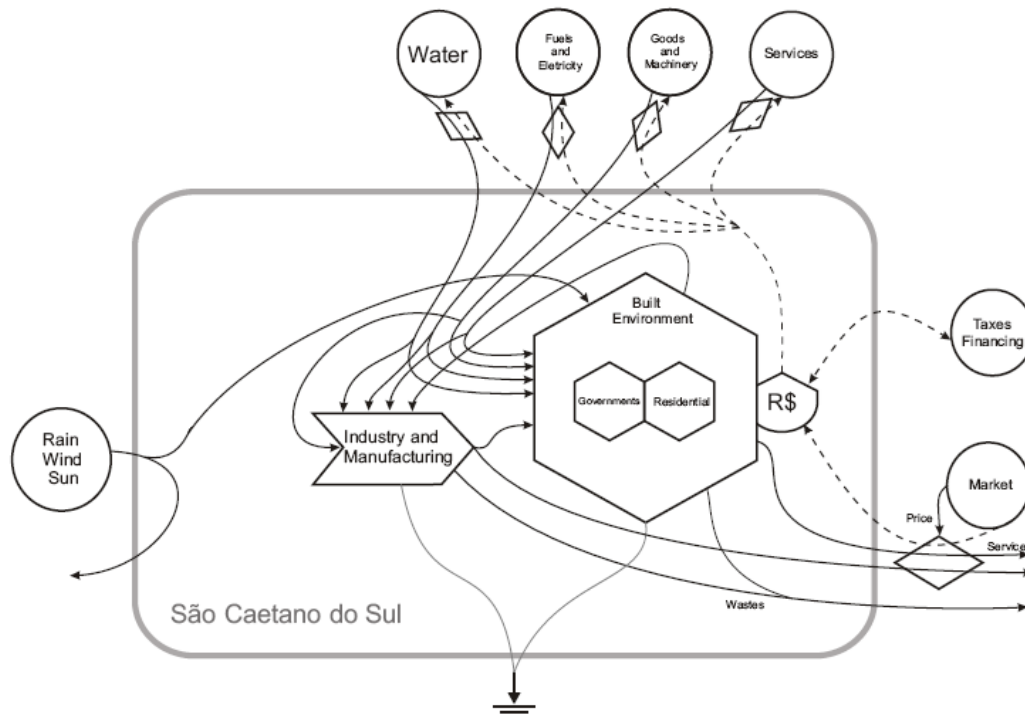 Water
Fuels
and
Eletricity
Goods
and
Machinery
Services
Built
Environment
Governments
Residential
R$
Taxes
Financing
Rain
Wind
Sun
Industry and
Manufacturing
Market
Price
Service
Wastes
São Caetano do Sul